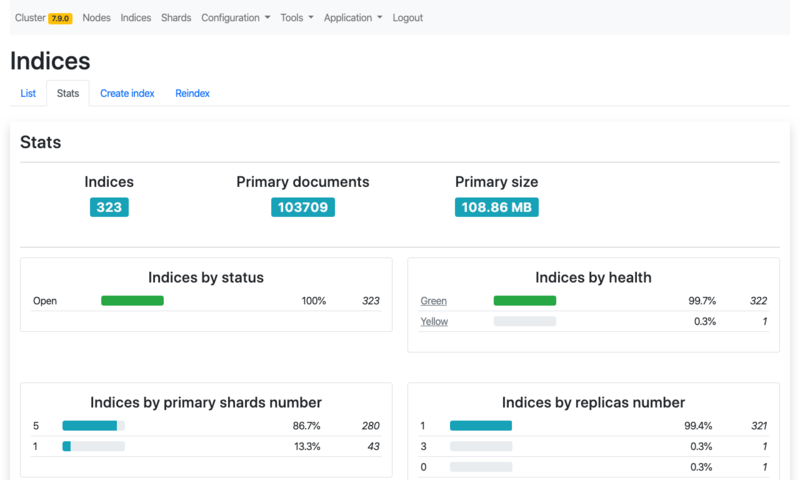 Cluster 7.9.0 Nodes Indices Shards Configuration Tools Application Logout
Indices
List Stats Create index Reindex
Stats
Indices Primary documents Primary size
323 103709 108.86 MB
Indices by status
Open 100% 323
Indices by health
Green 99.7% 322
Yellow 0.3% 1
Indices by primary shards number
5 86.7% 280
1 13.3% 43
Indices by replicas number
1 99.4% 321
3 0.3% 1
0 0.3% 1